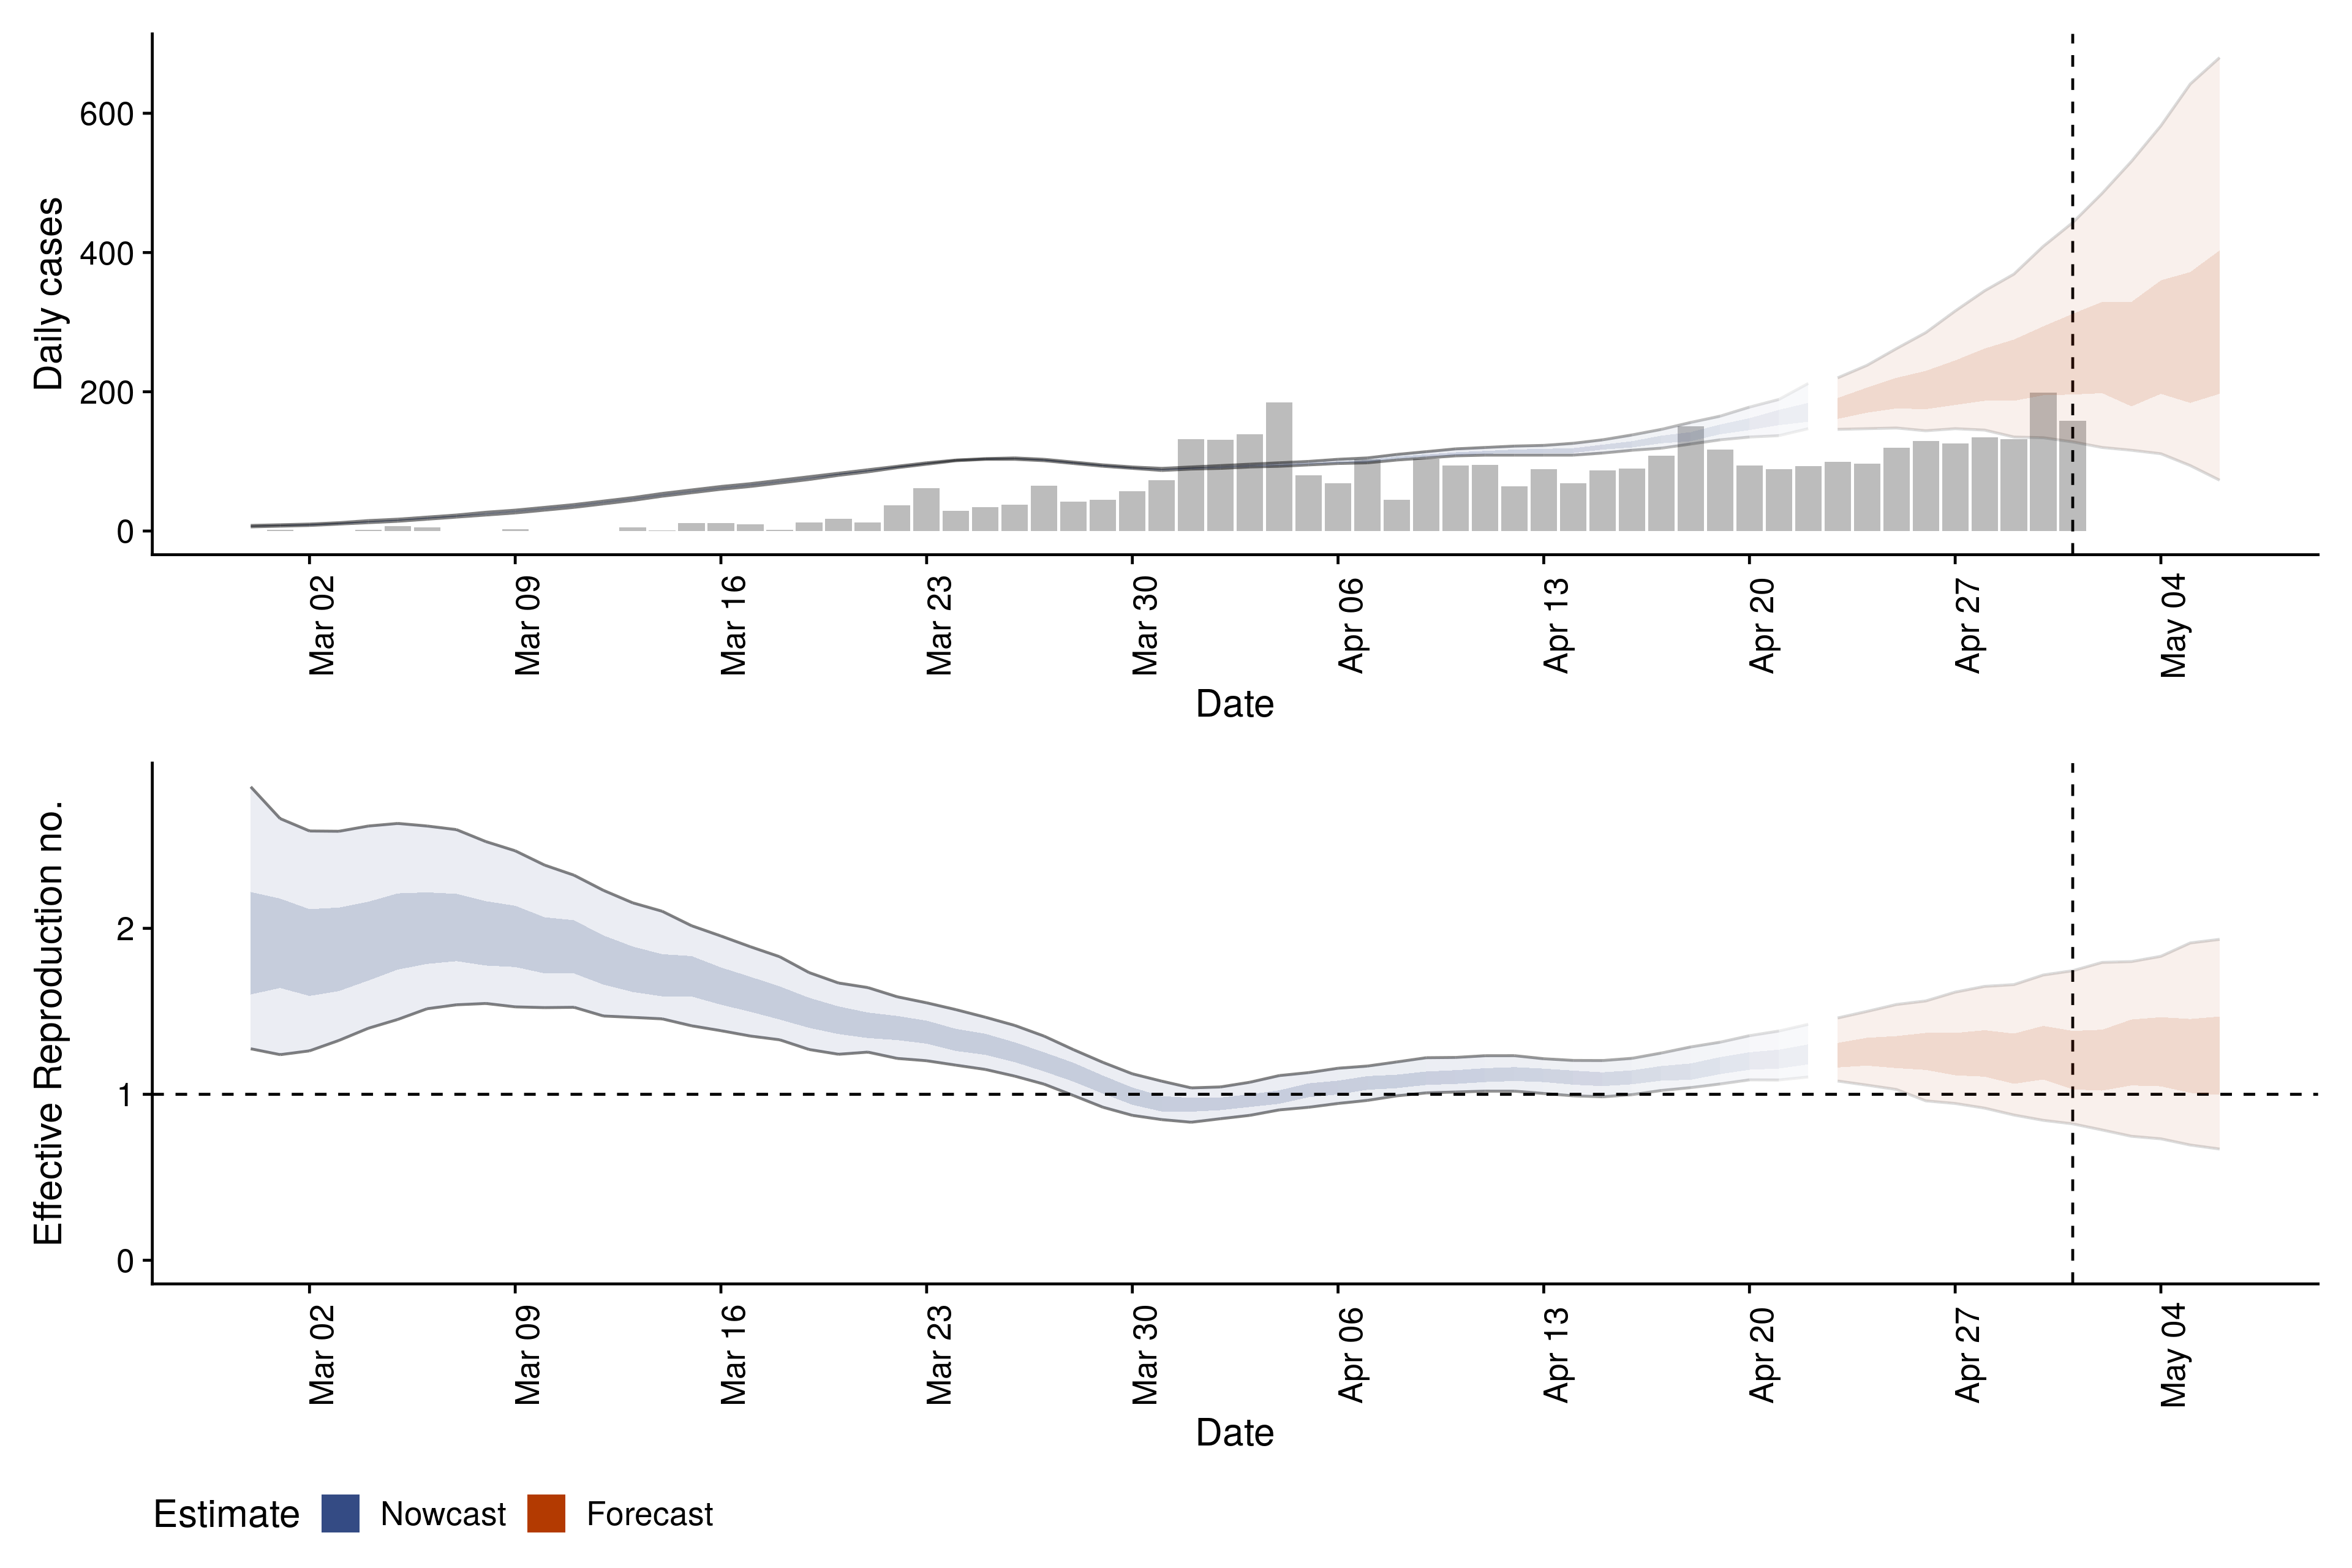 Daily cases
600
400
200
0
Mar 02
Mar 09
Mar 16
Mar 23
Mar 30
Apr 06
Apr 13
Apr 20
Apr 27
May 04
Date
Effective Reproduction no.
2
1
0
Mar 02
Mar 09
Mar 16
Mar 23
Mar 30
Apr 06
Apr 13
Apr 20
Apr 27
May 04
Date
Estimate Nowcast Forecast